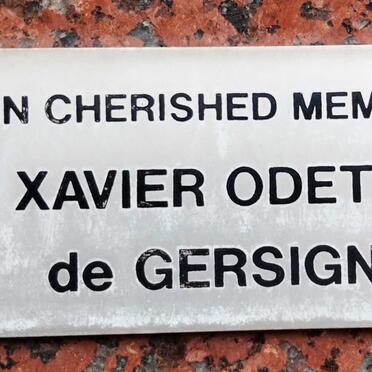 N CHERISHED MEM
XAVIER ODET
de GERSIGN